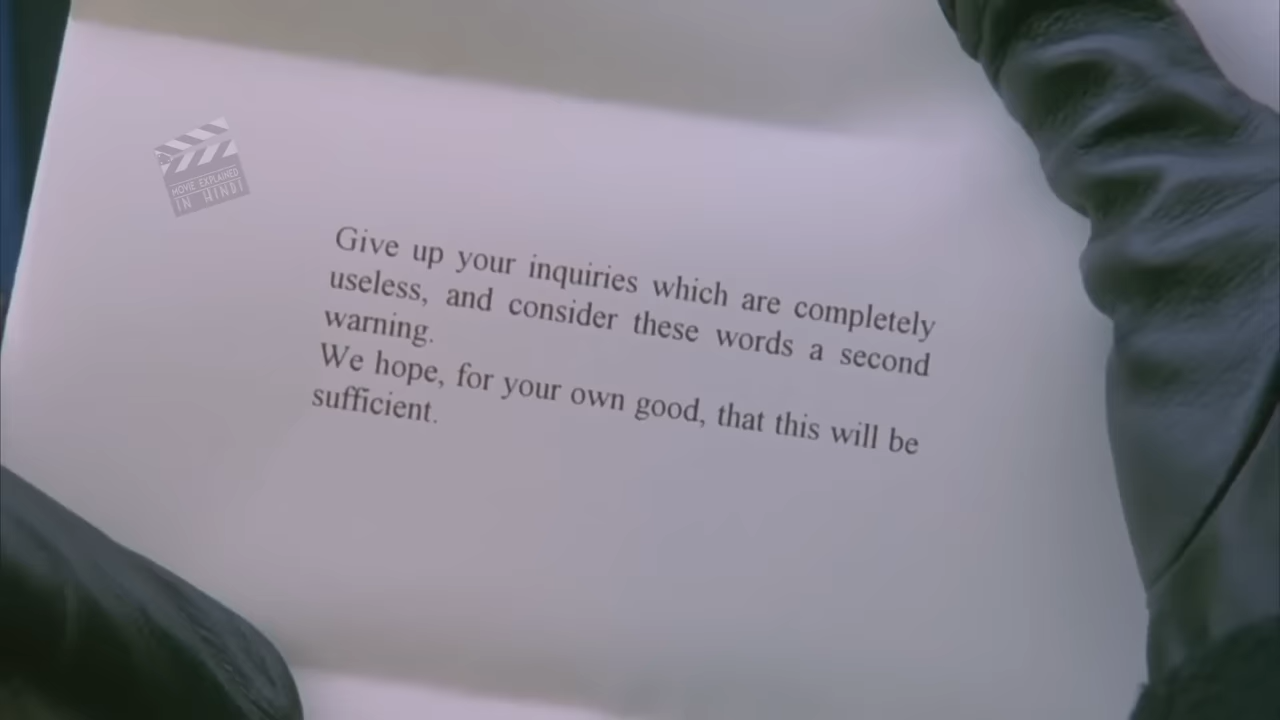 MOVIE EXPLAINED
IN HINDI
Give up your inquiries which are completely
useless, and consider these words a second
warning.
We hope, for your own good, that this will be
sufficient.